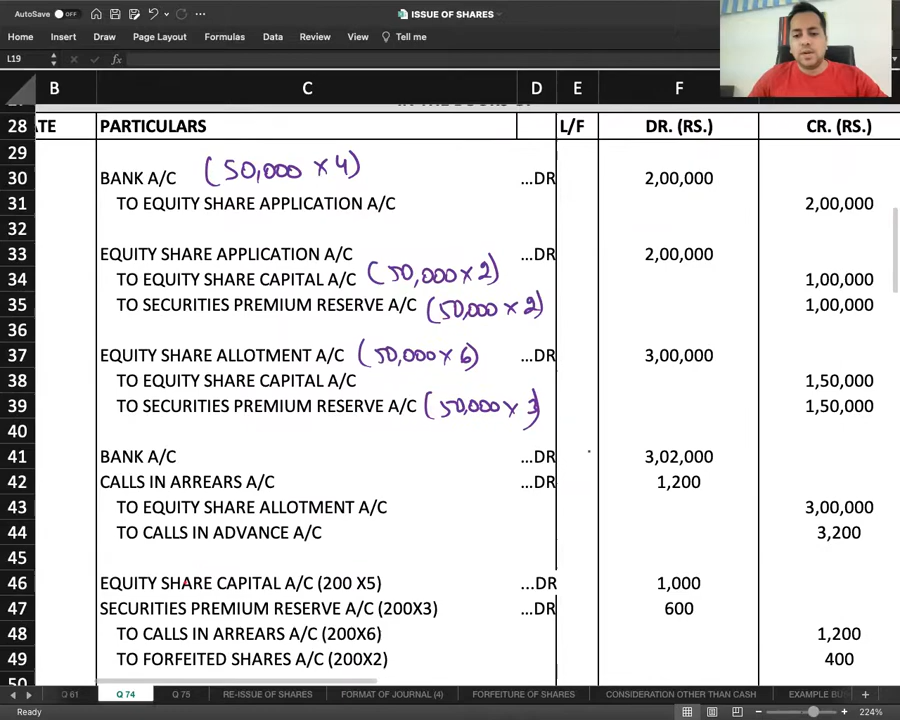 AutoSave OFF ISSUE OF SHARES
Home Insert Draw Page Layout Formulas Data Review View Tell me
L19 fx
B C D E F G
28 ATE PARTICULARS L/F DR. (RS.) CR. (RS.)
29
30 BANK A/C (50,000 X 4) ...DR 2,00,000
31 TO EQUITY SHARE APPLICATION A/C 2,00,000
32
33 EQUITY SHARE APPLICATION A/C ...DR 2,00,000
34 TO EQUITY SHARE CAPITAL A/C (50,000 X 2) 1,00,000
35 TO SECURITIES PREMIUM RESERVE A/C (50,000 X 2) 1,00,000
36
37 EQUITY SHARE ALLOTMENT A/C (50,000 X 6) ...DR 3,00,000
38 TO EQUITY SHARE CAPITAL A/C 1,50,000
39 TO SECURITIES PREMIUM RESERVE A/C (50,000 X 3) 1,50,000
40
41 BANK A/C ...DR 3,02,000
42 CALLS IN ARREARS A/C ...DR 1,200
43 TO EQUITY SHARE ALLOTMENT A/C 3,00,000
44 TO CALLS IN ADVANCE A/C 3,200
45
46 EQUITY SHARE CAPITAL A/C (200 X5) ...DR 1,000
47 SECURITIES PREMIUM RESERVE A/C (200X3) ...DR 600
48 TO CALLS IN ARREARS A/C (200X6) 1,200
49 TO FORFEITED SHARES A/C (200X2) 400
Q 61 Q 74 Q 75 RE-ISSUE OF SHARES FORMAT OF JOURNAL (4) FORFEITURE OF SHARES CONSIDERATION OTHER THAN CASH EXAMPLE BU
Ready 224%